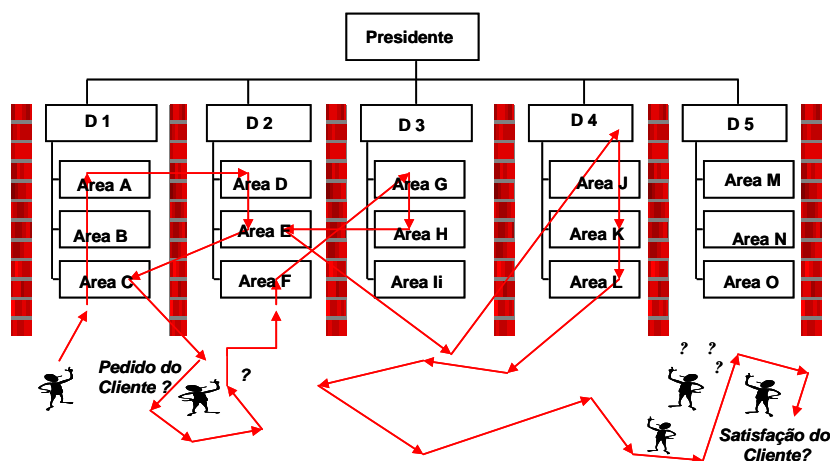 Presidente
D 1
D 2
D 3
D 4
D 5
Area A
Area D
Area G
Area J
Area M
Area B
Area E
Area H
Area K
Area N
Area C
Area F
Area Ii
Area L
Area O
Pedido do
Cliente ?
?
? ?
?
Satisfação do
Cliente?